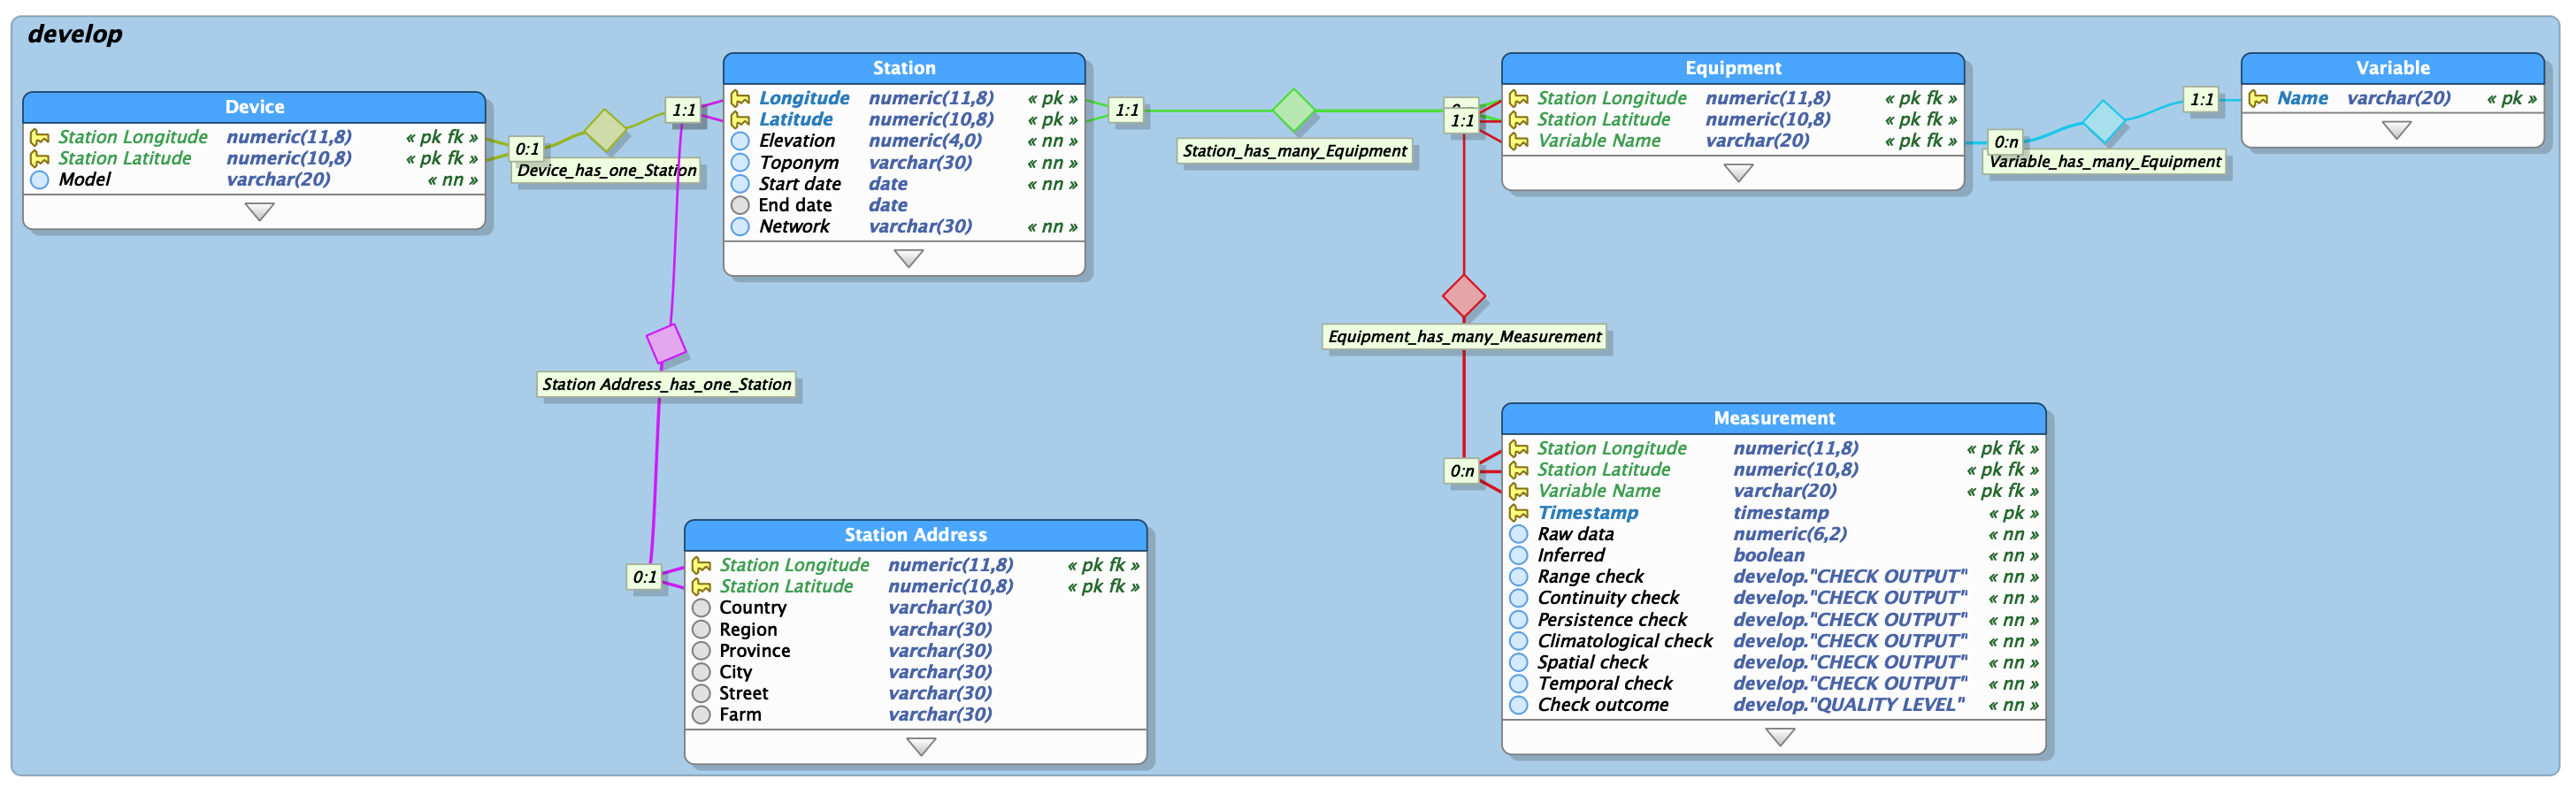 develop
Device
Station Longitude numeric(11,8) « pk fk »
Station Latitude numeric(10,8) « pk fk »
Model varchar(20) « nn »
0:1
Device_has_one_Station
1:1
Station
Longitude numeric(11,8) « pk »
Latitude numeric(10,8) « pk »
Elevation numeric(4,0) « nn »
Toponym varchar(30) « nn »
Start date date « nn »
End date date
Network varchar(30) « nn »
1:1
Station_has_many_Equipment
1:1
Equipment
Station Longitude numeric(11,8) « pk fk »
Station Latitude numeric(10,8) « pk fk »
Variable Name varchar(20) « pk fk »
0:n
Variable_has_many_Equipment
1:1
Variable
Name varchar(20) « pk »
Station Address_has_one_Station
0:1
Station Address
Station Longitude numeric(11,8) « pk fk »
Station Latitude numeric(10,8) « pk fk »
Country varchar(30)
Region varchar(30)
Province varchar(30)
City varchar(30)
Street varchar(30)
Farm varchar(30)
Equipment_has_many_Measurement
0:n
Measurement
Station Longitude numeric(11,8) « pk fk »
Station Latitude numeric(10,8) « pk fk »
Variable Name varchar(20) « pk fk »
Timestamp timestamp « pk »
Raw data numeric(6,2) « nn »
Inferred boolean « nn »
Range check develop."CHECK OUTPUT" « nn »
Continuity check develop."CHECK OUTPUT" « nn »
Persistence check develop."CHECK OUTPUT" « nn »
Climatological check develop."CHECK OUTPUT" « nn »
Spatial check develop."CHECK OUTPUT" « nn »
Temporal check develop."CHECK OUTPUT" « nn »
Check outcome develop."QUALITY LEVEL" « nn »